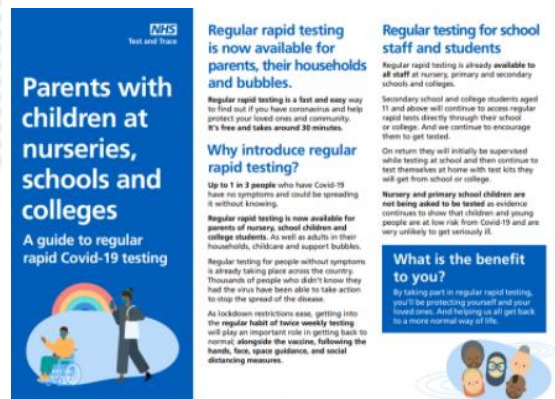 NHS
Test and Trace
Parents with
children at
nurseries,
schools and
colleges
A guide to regular
rapid Covid-19 testing
Regular rapid testing
is now available for
parents, their households
and bubbles.
Regular rapid testing is a fast and easy way
to find out if you have coronavirus and help
protect your loved ones and community.
It's free and takes around 30 minutes.
Why introduce regular
rapid testing?
Up to 1 in 3 people who have Covid-19
have no symptoms and could be spreading
it without knowing.
Regular rapid testing is now available for
parents of nursery, school children and
college students. As well as adults in their
households, childcare and support bubbles.
Regular testing for people without symptoms
is already taking place across the country.
Thousands of people who didn't know they
had the virus have been able to take action
to stop the spread of the disease.
As lockdown restrictions ease, getting into
the regular habit of twice weekly testing
will play an important role in getting back to
normal; alongside the vaccine, following the
hands, face, space guidance, and social
distancing measures.
Regular testing for school
staff and students
Regular rapid testing is already available to
all staff at nursery, primary and secondary
schools and colleges.
Secondary school and college students aged
11 and above will continue to access regular
rapid tests directly through their school
or college. And we continue to encourage
them to get tested.
On return they will initially be supervised
while testing at school and then continue to
test themselves at home with test kits they
will get from school or college.
Nursery and primary school children are
not being asked to be tested as evidence
continues to show that children and young
people are at low risk from Covid-19 and are
very unlikely to get seriously ill.
What is the benefit
to you?
By taking part in regular rapid testing,
you'll be protecting yourself and your
loved ones. And helping us all get back
to a more normal way of life.